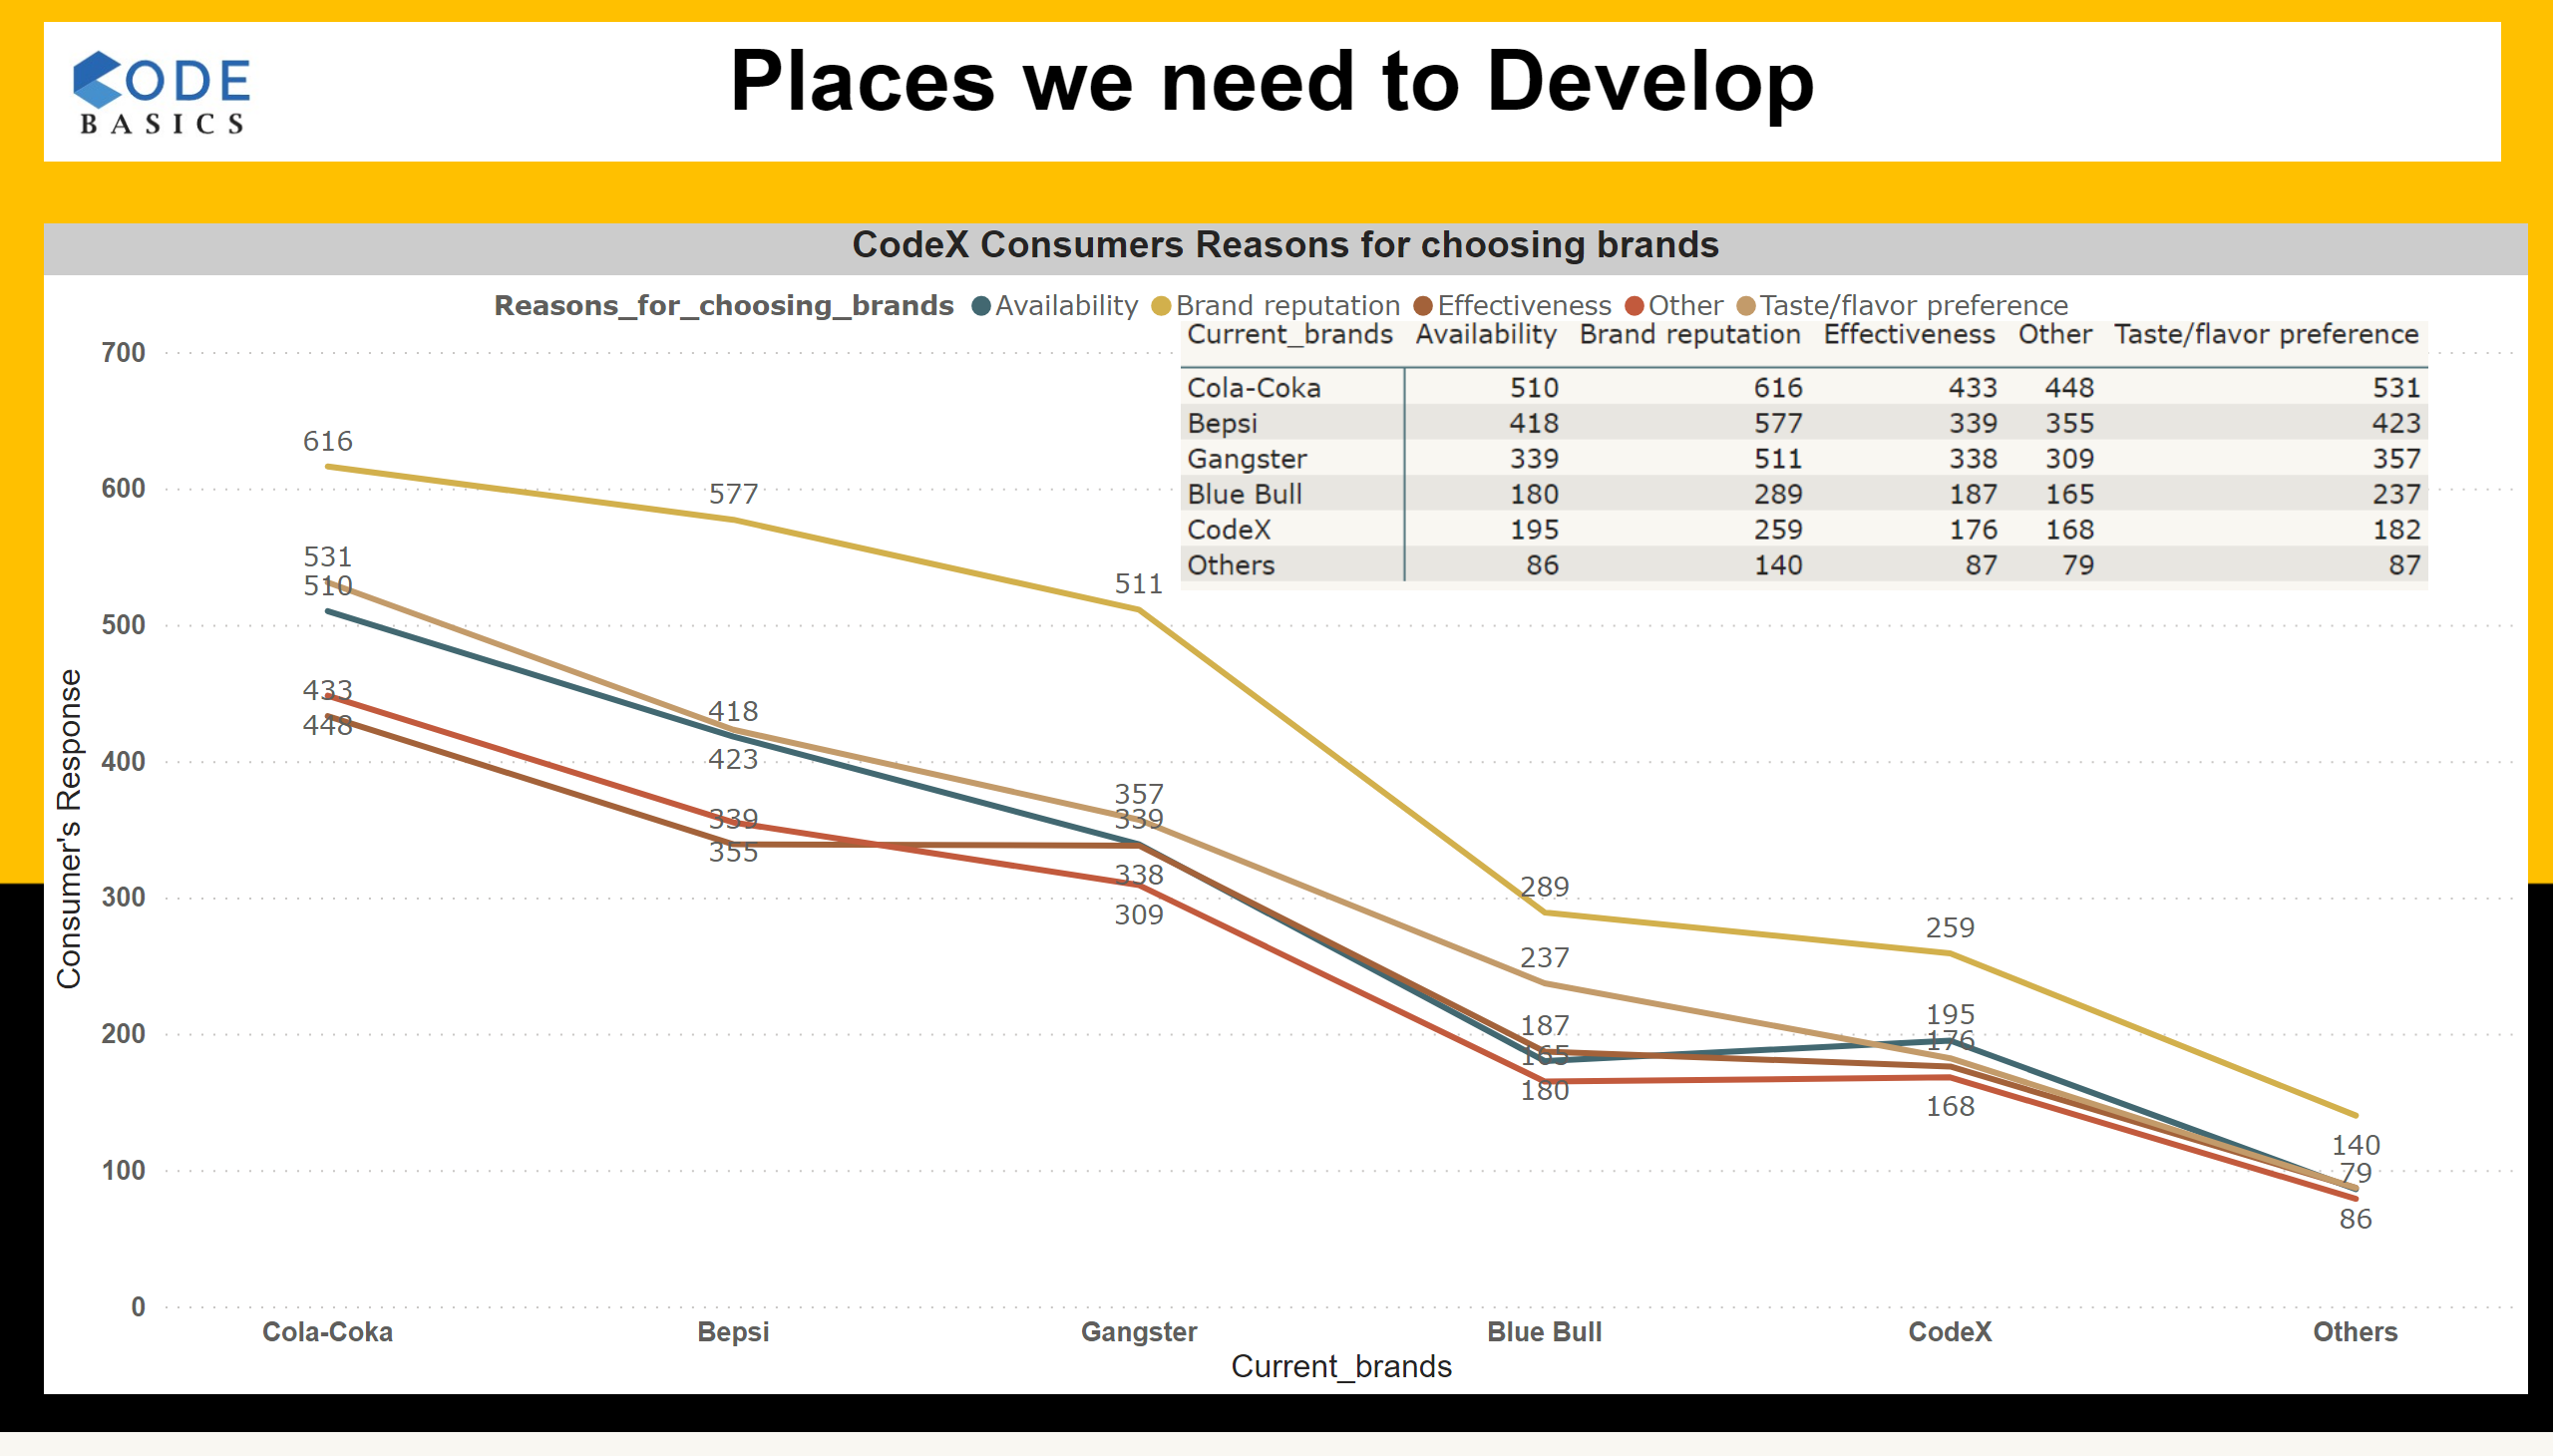 CODE
BASICS
Places we need to Develop
CodeX Consumers Reasons for choosing brands
Reasons_for_choosing_brands Availability Brand reputation Effectiveness Other Taste/flavor preference
Current_brands Availability Brand reputation Effectiveness Other Taste/flavor preference
Cola-Coka 510 616 433 448 531
Bepsi 418 577 339 355 423
Gangster 339 511 338 309 357
Blue Bull 180 289 187 165 237
CodeX 195 259 176 168 182
Others 86 140 87 79 87
Consumer's Response
700
600
500
400
300
200
100
0
616
531
510
433
448
577
418
423
339
355
511
357
339
338
309
289
237
187
165
180
259
195
176
168
140
79
86
Cola-Coka Bepsi Gangster Blue Bull CodeX Others
Current_brands